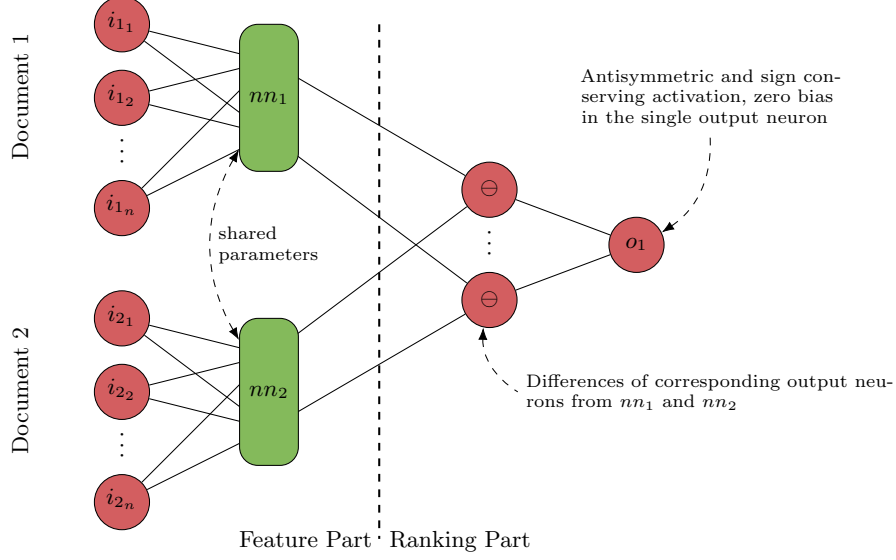 Document 1
i₁₁
i₁₂
⋮
i₁ₙ
nn₁
shared
parameters
Document 2
i₂₁
i₂₂
⋮
i₂ₙ
nn₂
⊖
⋮
⊖
o₁
Antisymmetric and sign con-
serving activation, zero bias
in the single output neuron
Differences of corresponding output neu-
rons from nn₁ and nn₂
Feature Part
Ranking Part